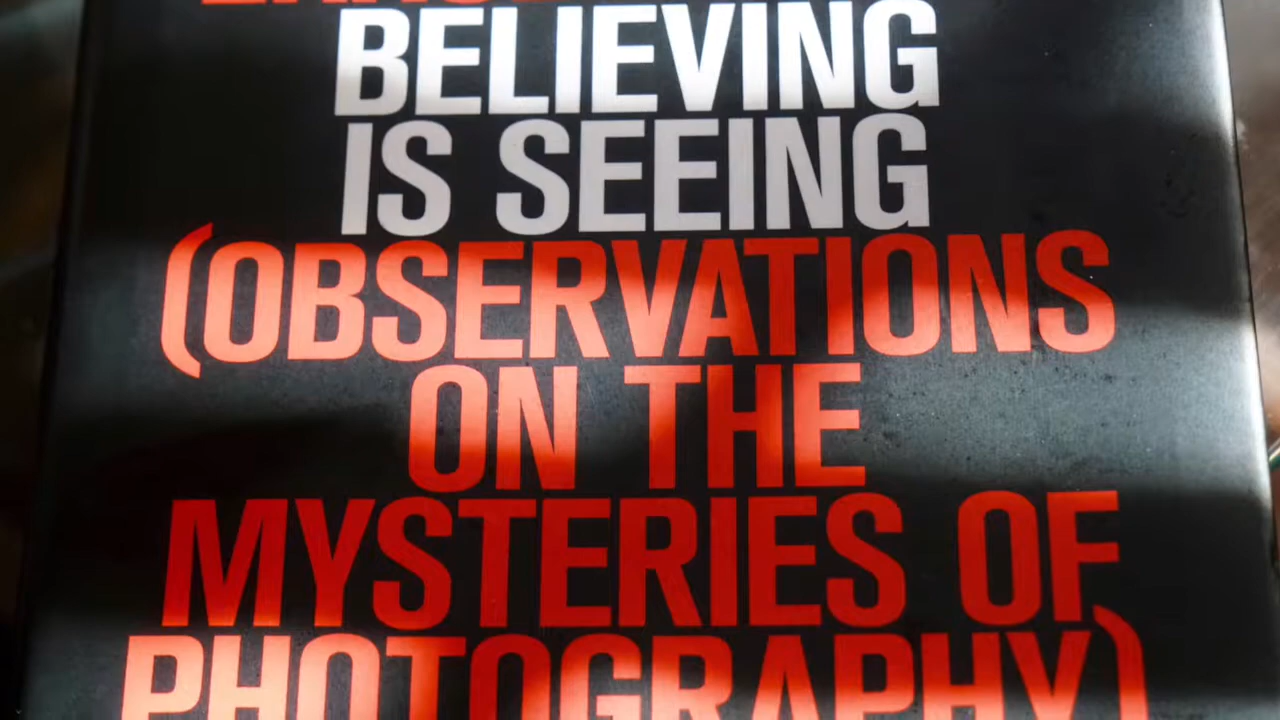 BELIEVING
IS SEEING
(OBSERVATIONS
ON THE
MYSTERIES OF
PHOTOGRAPHY)